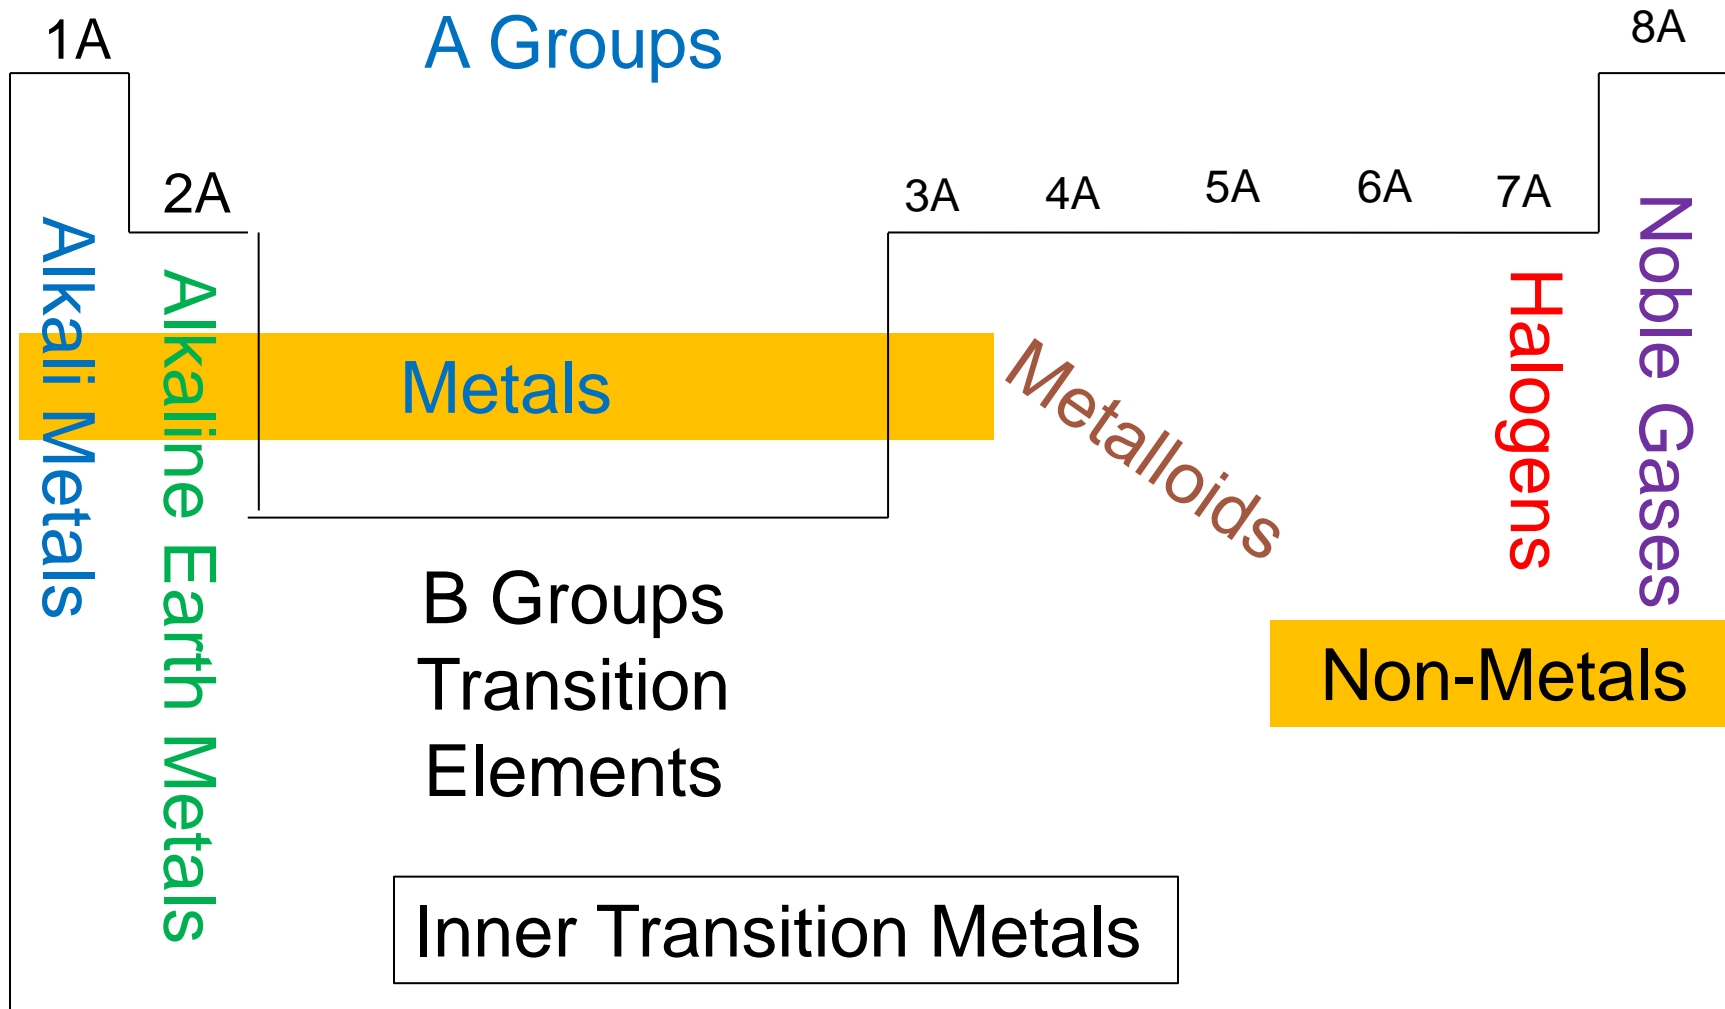 1A
A Groups
8A
2A
3A
4A
5A
6A
7A
Alkali Metals
Alkaline Earth Metals
Metals
Metalloids
Halogens
Noble Gases
B Groups
Transition
Elements
Non-Metals
Inner Transition Metals